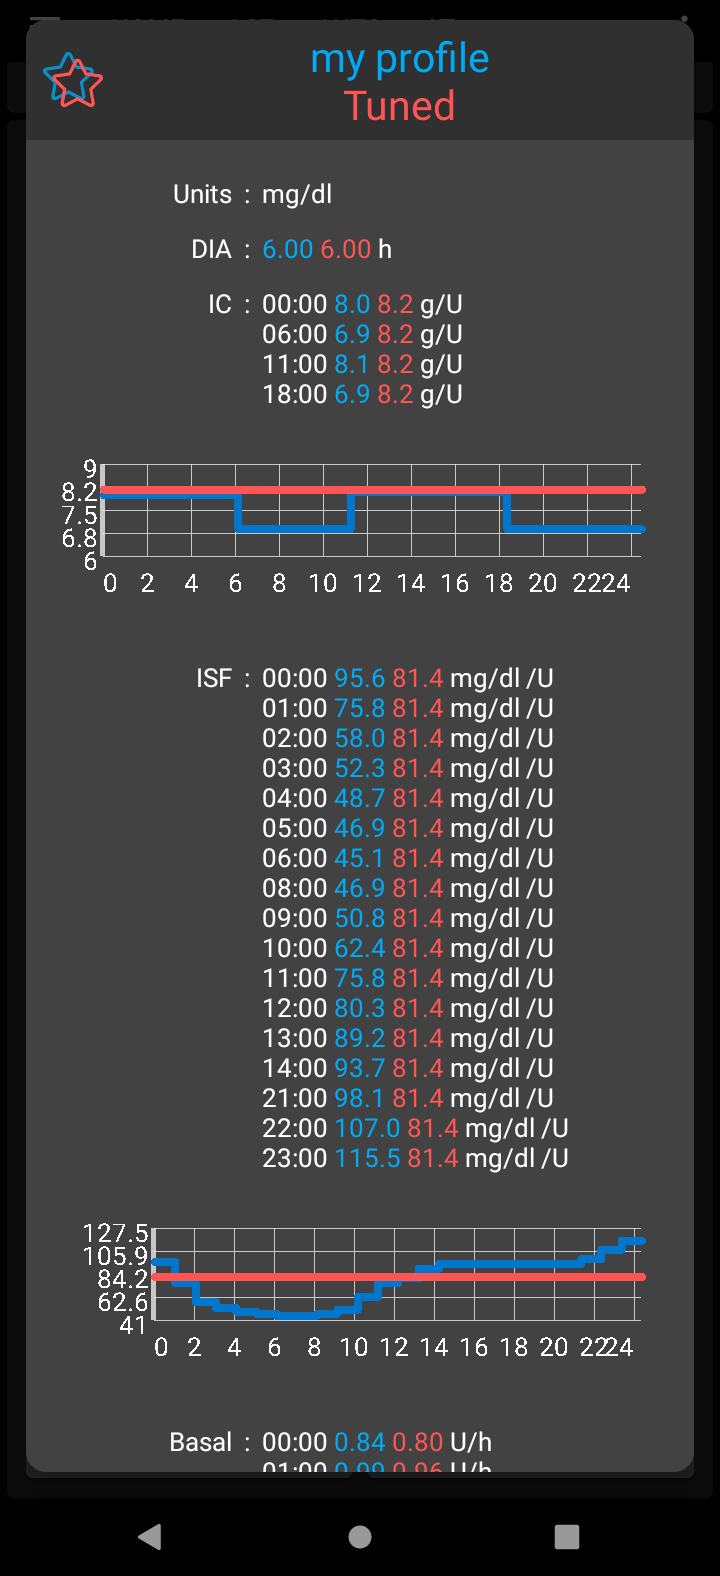 my profile
Tuned
Units : mg/dl
DIA : 6.00 6.00 h
IC : 00:00 8.0 8.2 g/U
06:00 6.9 8.2 g/U
11:00 8.1 8.2 g/U
18:00 6.9 8.2 g/U
9
8.2
7.5
6.8
6
0 2 4 6 8 10 12 14 16 18 20 22 24
ISF : 00:00 95.6 81.4 mg/dl /U
01:00 75.8 81.4 mg/dl /U
02:00 58.0 81.4 mg/dl /U
03:00 52.3 81.4 mg/dl /U
04:00 48.7 81.4 mg/dl /U
05:00 46.9 81.4 mg/dl /U
06:00 45.1 81.4 mg/dl /U
08:00 46.9 81.4 mg/dl /U
09:00 50.8 81.4 mg/dl /U
10:00 62.4 81.4 mg/dl /U
11:00 75.8 81.4 mg/dl /U
12:00 80.3 81.4 mg/dl /U
13:00 89.2 81.4 mg/dl /U
14:00 93.7 81.4 mg/dl /U
21:00 98.1 81.4 mg/dl /U
22:00 107.0 81.4 mg/dl /U
23:00 115.5 81.4 mg/dl /U
127.5
105.9
84.2
62.6
41
0 2 4 6 8 10 12 14 16 18 20 22 24
Basal : 00:00 0.84 0.80 U/h
01:00 0.99 0.96 U/h